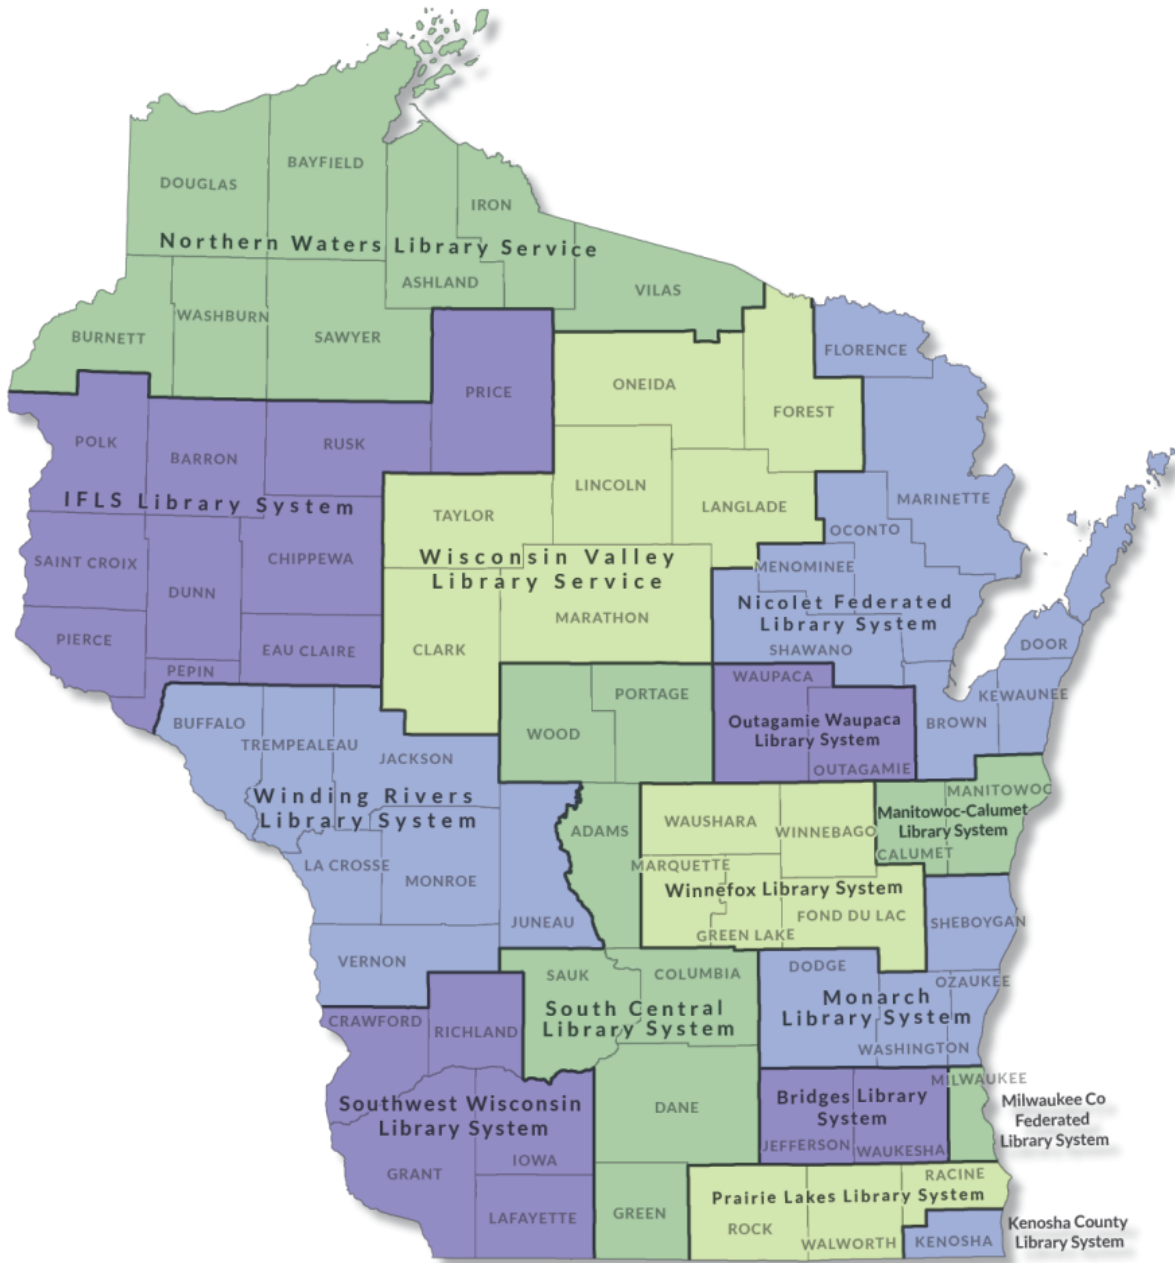 BAYFIELD
DOUGLAS
IRON
Northern Waters Library Service
ASHLAND
VILAS
WASHBURN
BURNETT
SAWYER
FLORENCE
ONEIDA
PRICE
FOREST
POLK
RUSK
BARRON
LINCOLN
MARINETTE
IFLS Library System
LANGLADE
TAYLOR
OCONTO
Wisconsin Valley
Library Service
CHIPPEWA
SAINT CROIX
MENOMINEE
DUNN
Nicolet Federated
Library System
MARATHON
PIERCE
DOOR
CLARK
EAU CLAIRE
SHAWANO
PEPIN
WAUPACA
PORTAGE
KEWAUNEE
BUFFALO
Outagamie Waupaca
Library System
BROWN
WOOD
TREMPEALEAU
JACKSON
OUTAGAMIE
MANITOWOC
Winding Rivers
Library System
Manitowoc-Calumet
Library System
WAUSHARA
ADAMS
WINNEBAGO
CALUMET
LA CROSSE
MARQUETTE
MONROE
Winnefox Library System
FOND DU LAC
JUNEAU
SHEBOYGAN
GREEN LAKE
VERNON
DODGE
SAUK
COLUMBIA
OZAUKEE
Monarch
Library System
South Central
Library System
CRAWFORD
RICHLAND
WASHINGTON
MILWAUKEE
Bridges Library
System
Milwaukee Co
Federated
Library System
Southwest Wisconsin
Library System
DANE
JEFFERSON
WAUKESHA
IOWA
GRANT
RACINE
Prairie Lakes Library System
GREEN
LAFAYETTE
ROCK
WALWORTH
KENOSHA
Kenosha County
Library System